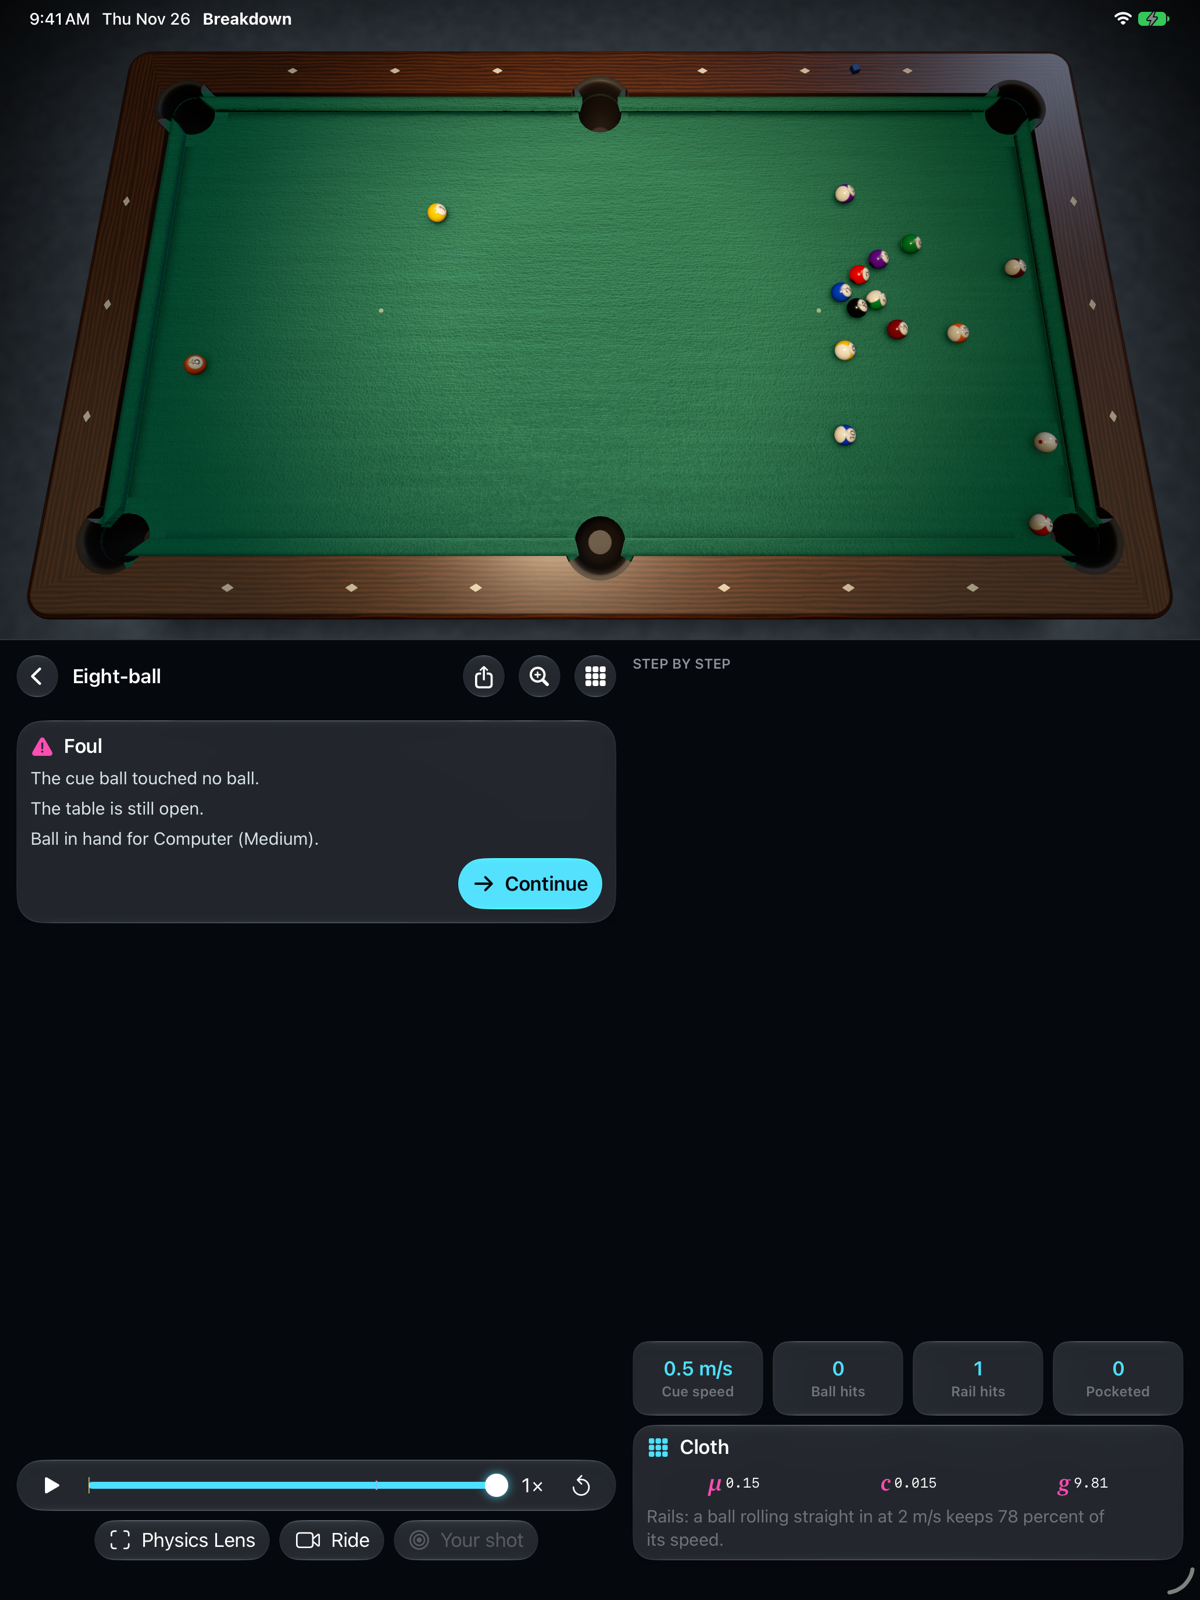 9:41 AM Thu Nov 26 Breakdown
Eight-ball
STEP BY STEP
Foul
The cue ball touched no ball.
The table is still open.
Ball in hand for Computer (Medium).
Continue
0.5 m/s
Cue speed
0
Ball hits
1
Rail hits
0
Pocketed
Cloth
μ 0.15
c 0.015
g 9.81
Rails: a ball rolling straight in at 2 m/s keeps 78 percent of
its speed.
1×
Physics Lens
Ride
Your shot